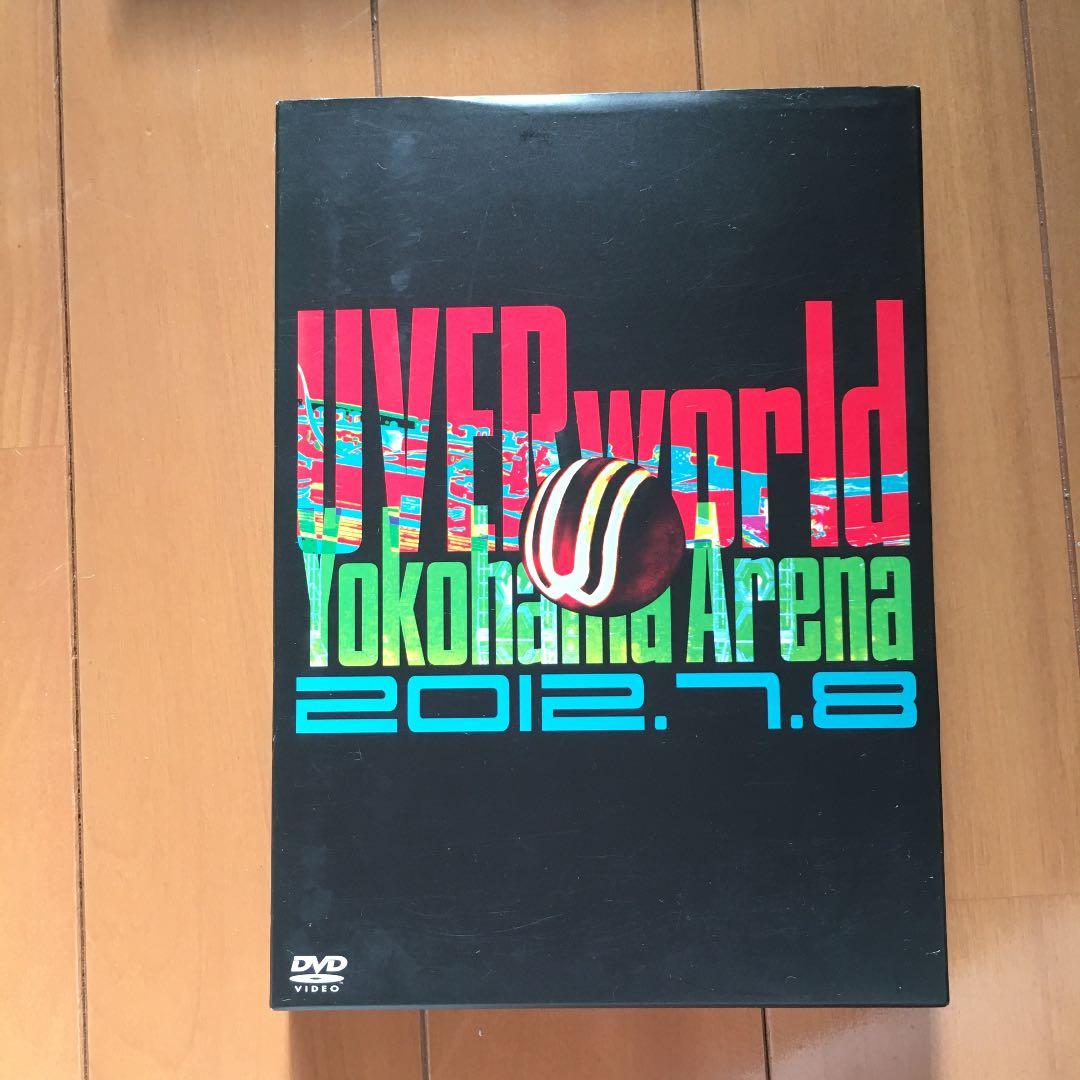 UVERworld
Yokohama Arena
2012.7.8
DVD
VIDEO